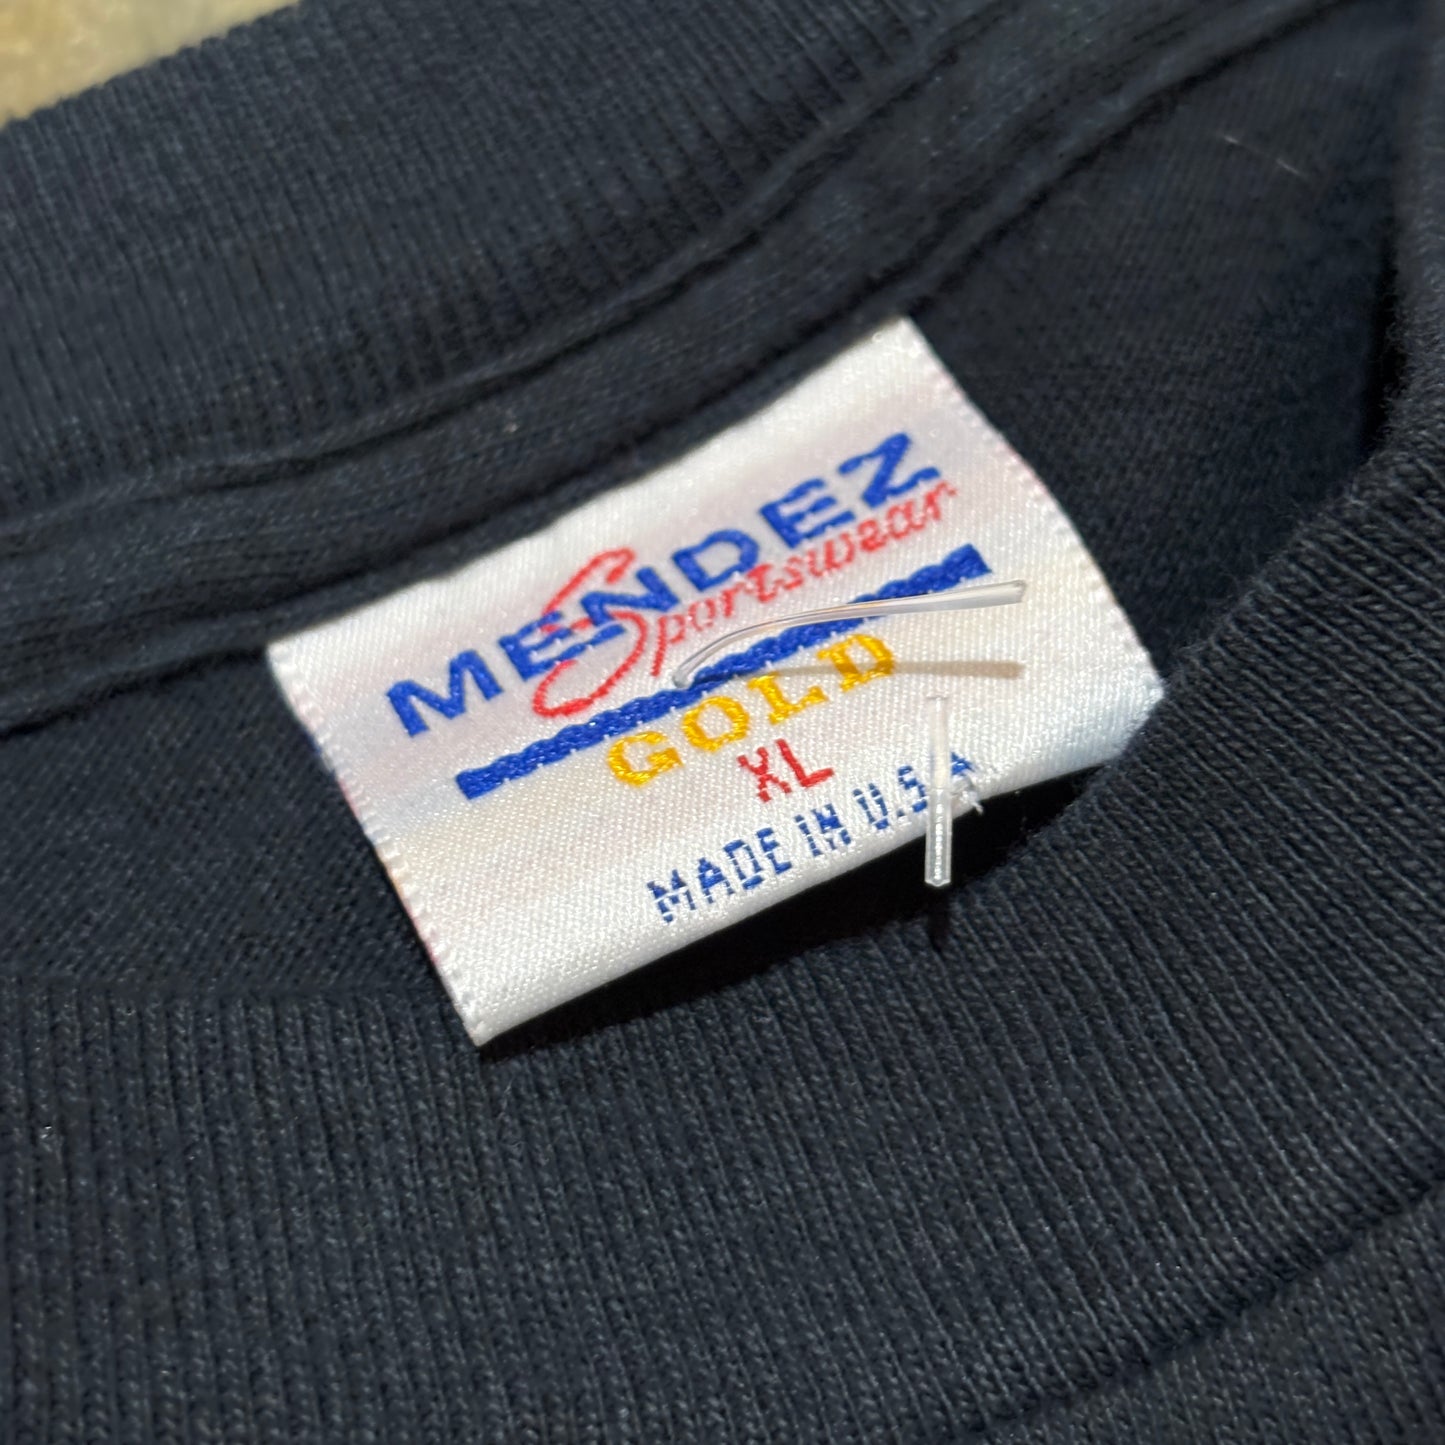 MENDEZ
Sportswear
GOLD
XL
MADE IN U.S.A